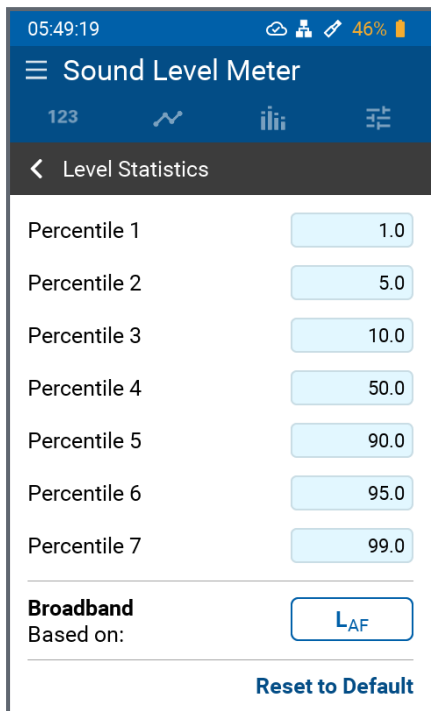 05:49:19 46%
Sound Level Meter
123
Level Statistics
Percentile 1 1.0
Percentile 2 5.0
Percentile 3 10.0
Percentile 4 50.0
Percentile 5 90.0
Percentile 6 95.0
Percentile 7 99.0
Broadband
Based on: LAF
Reset to Default